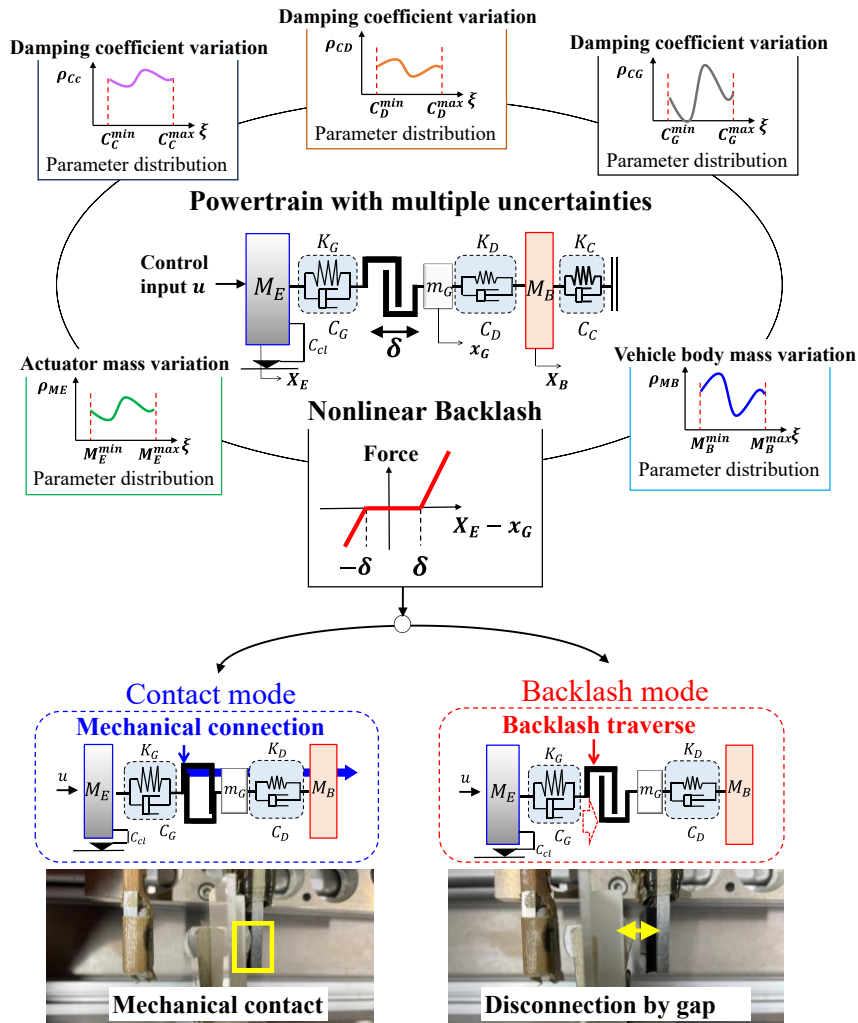 Damping coefficient variation
ρ_CD
C_D^min C_D^max ξ
Parameter distribution
Damping coefficient variation
ρ_Cc
C_C^min C_C^max ξ
Parameter distribution
Damping coefficient variation
ρ_CG
C_G^min C_G^max ξ
Parameter distribution
Powertrain with multiple uncertainties
K_G K_D K_C
Control
input u
M_E m_G M_B
C_G C_D C_C
C_cl δ x_G
X_E X_B
Actuator mass variation
ρ_ME
M_E^min M_E^max ξ
Parameter distribution
Vehicle body mass variation
ρ_MB
M_B^min M_B^max ξ
Parameter distribution
Nonlinear Backlash
Force
X_E − x_G
−δ δ
Contact mode
Mechanical connection
K_G K_D
u M_E m_G M_B
C_G C_D
C_cl
Backlash mode
Backlash traverse
K_G K_D
u M_E m_G M_B
C_G C_D
C_cl
Mechanical contact
Disconnection by gap